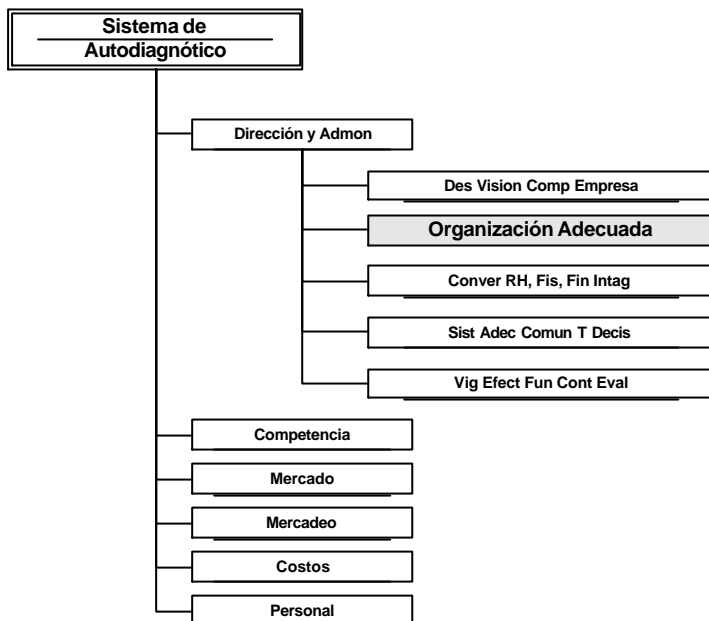 Sistema de
Autodiagnótico
Dirección y Admon
Des Vision Comp Empresa
Organización Adecuada
Conver RH, Fis, Fin Intag
Sist Adec Comun T Decis
Vig Efect Fun Cont Eval
Competencia
Mercado
Mercadeo
Costos
Personal